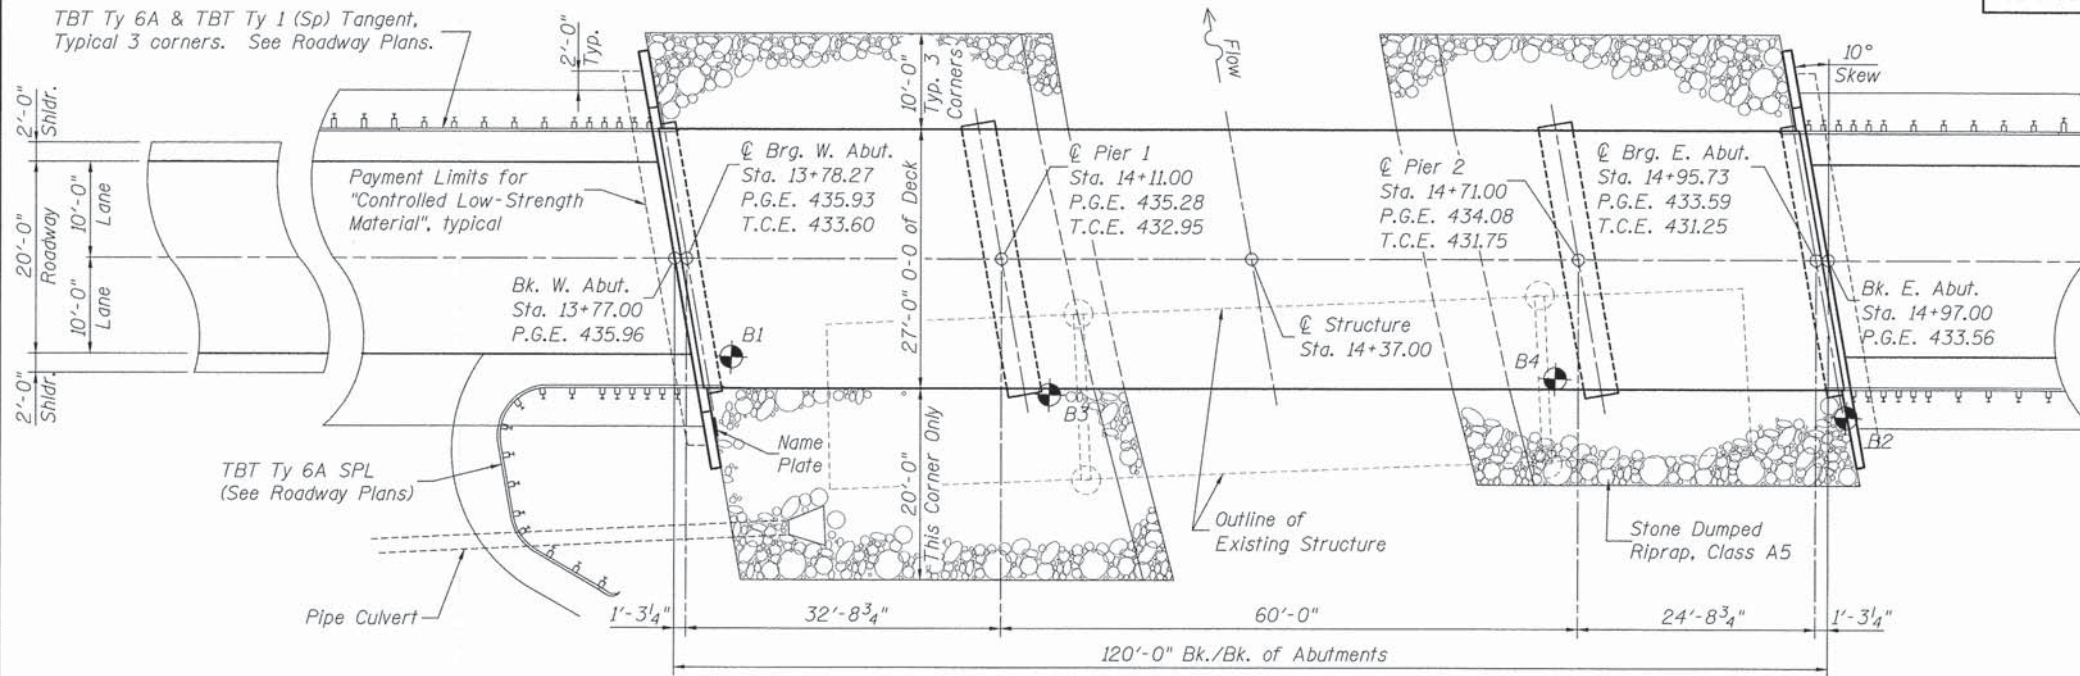 TBT Ty 6A & TBT Ty 1 (Sp) Tangent,
Typical 3 corners. See Roadway Plans.
2'-0"
Typ.
10'-0"
Typ. 3
Corners
Flow
10°
Skew
2'-0"
Shldr.
20'-0"
Roadway
10'-0"
Lane
10'-0"
Lane
2'-0"
Shldr.
Payment Limits for
"Controlled Low-Strength
Material", typical
℄ Brg. W. Abut.
Sta. 13+78.27
P.G.E. 435.93
T.C.E. 433.60
27'-0" O-O of Deck
℄ Pier 1
Sta. 14+11.00
P.G.E. 435.28
T.C.E. 432.95
℄ Pier 2
Sta. 14+71.00
P.G.E. 434.08
T.C.E. 431.75
℄ Brg. E. Abut.
Sta. 14+95.73
P.G.E. 433.59
T.C.E. 431.25
Bk. W. Abut.
Sta. 13+77.00
P.G.E. 435.96
℄ Structure
Sta. 14+37.00
Bk. E. Abut.
Sta. 14+97.00
P.G.E. 433.56
B1
B3
B4
B2
Name
Plate
20'-0"
This Corner Only
TBT Ty 6A SPL
(See Roadway Plans)
Outline of
Existing Structure
Stone Dumped
Riprap, Class A5
Pipe Culvert
1'-3¼"
32'-8¾"
60'-0"
24'-8¾"
1'-3¼"
120'-0" Bk./Bk. of Abutments